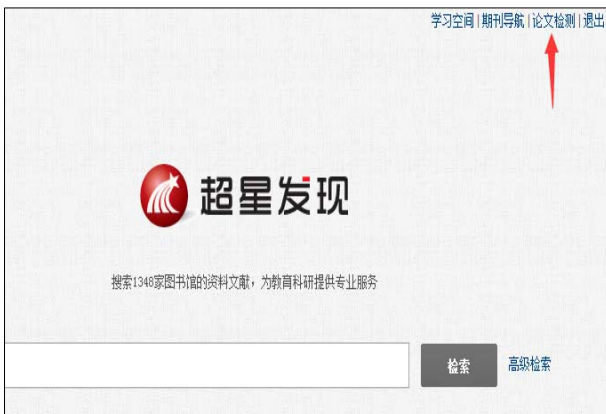 学习空间 | 期刊导航 | 论文检测 | 退出
超星发现
搜索1348家图书馆的资料文献，为教育科研提供专业服务
检索 高级检索